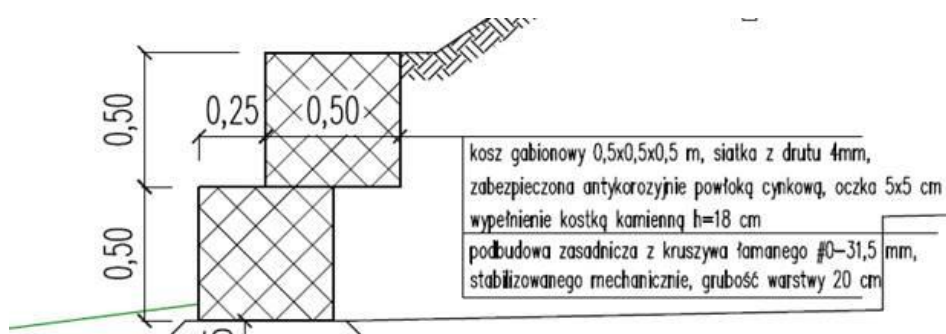 0,50
0,25
0,50
kosz gabionowy 0,5x0,5x0,5 m, siatka z drutu 4mm,
zabezpieczona antykorozyjnie powłoką cynkową, oczka 5x5 cm
wypełnienie kostką kamienną h=18 cm
podbudowa zasadnicza z kruszywa łamanego #0–31,5 mm,
stabilizowanego mechanicznie, grubość warstwy 20 cm
0,50